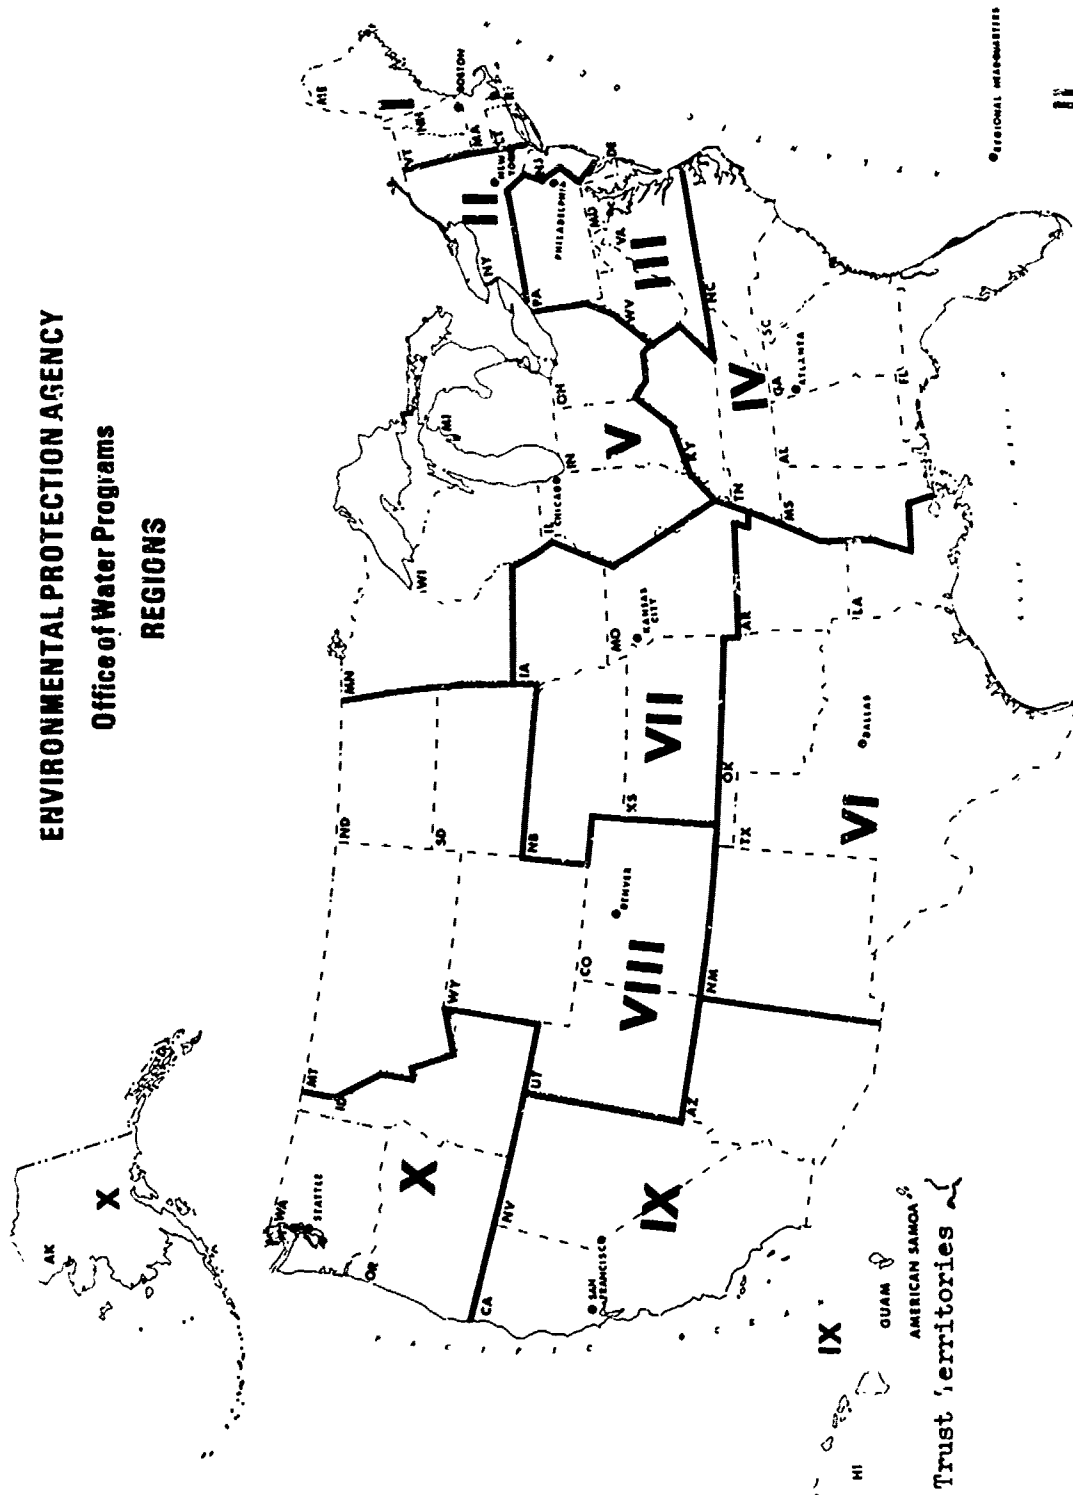 ENVIRONMENTAL PROTECTION AGENCY
Office of Water Programs
REGIONS
AK
X
WA
SEATTLE
OR
ID
MT
X
CA
NV
SAN FRANCISCO
IX
UT
AZ
WY
CO
DENVER
VIII
NM
ND
SD
NB
KS
VII
OK
TX
VI
DALLAS
MN
IA
MO
KANSAS
CITY
AR
LA
WI
IL
CHICAGO
MI
IN
OH
V
KY
TN
MS
AL
GA
IV
SC
ATLANTA
FL
NC
WV
VA
MD
DE
III
PA
PHILADELPHIA
NJ
NY
II
NEW
YORK
VT
NH
ME
I
MA
CT
RI
BOSTON
HI
IX
GUAM
AMERICAN SAMOA
Trust Territories
REGIONAL HEADQUARTERS
II